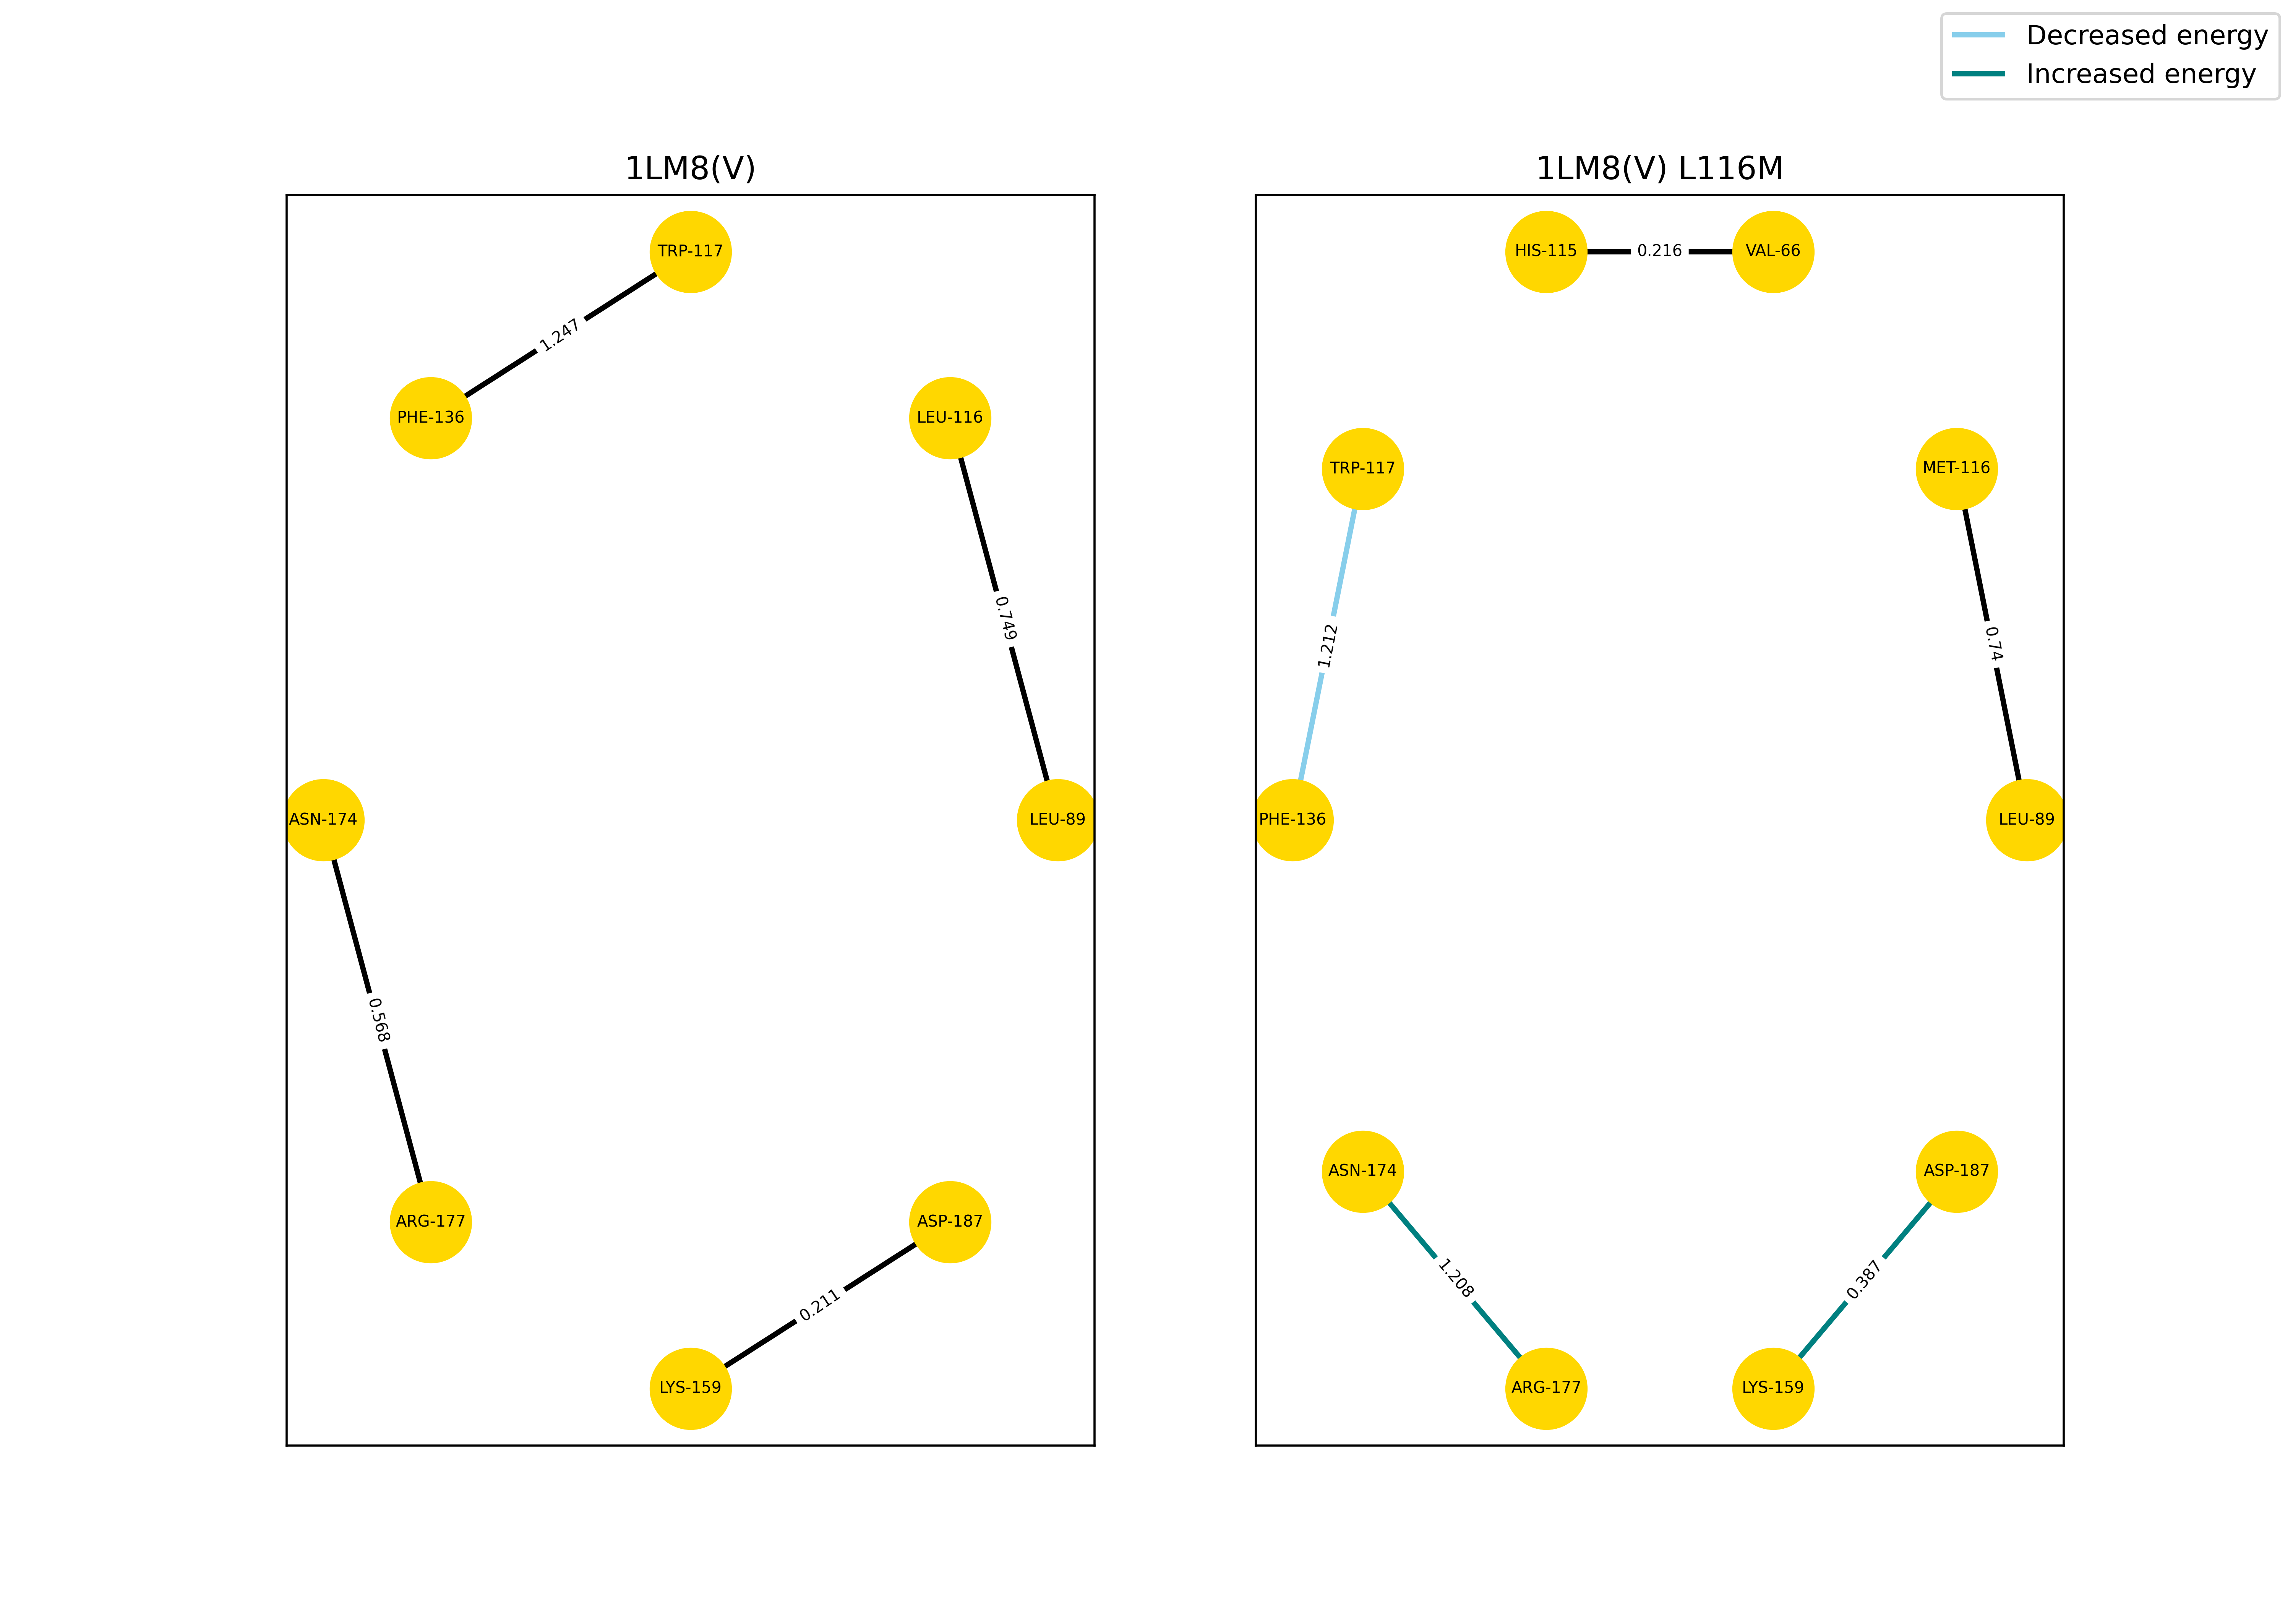 Decreased energy
Increased energy
1LM8(V)
TRP-117
1.247
PHE-136
LEU-116
0.749
ASN-174
LEU-89
0.568
ARG-177
ASP-187
0.211
LYS-159
1LM8(V) L116M
HIS-115 0.216 VAL-66
TRP-117
MET-116
1.212
0.74
PHE-136
LEU-89
ASN-174
ASP-187
1.208
0.387
ARG-177
LYS-159